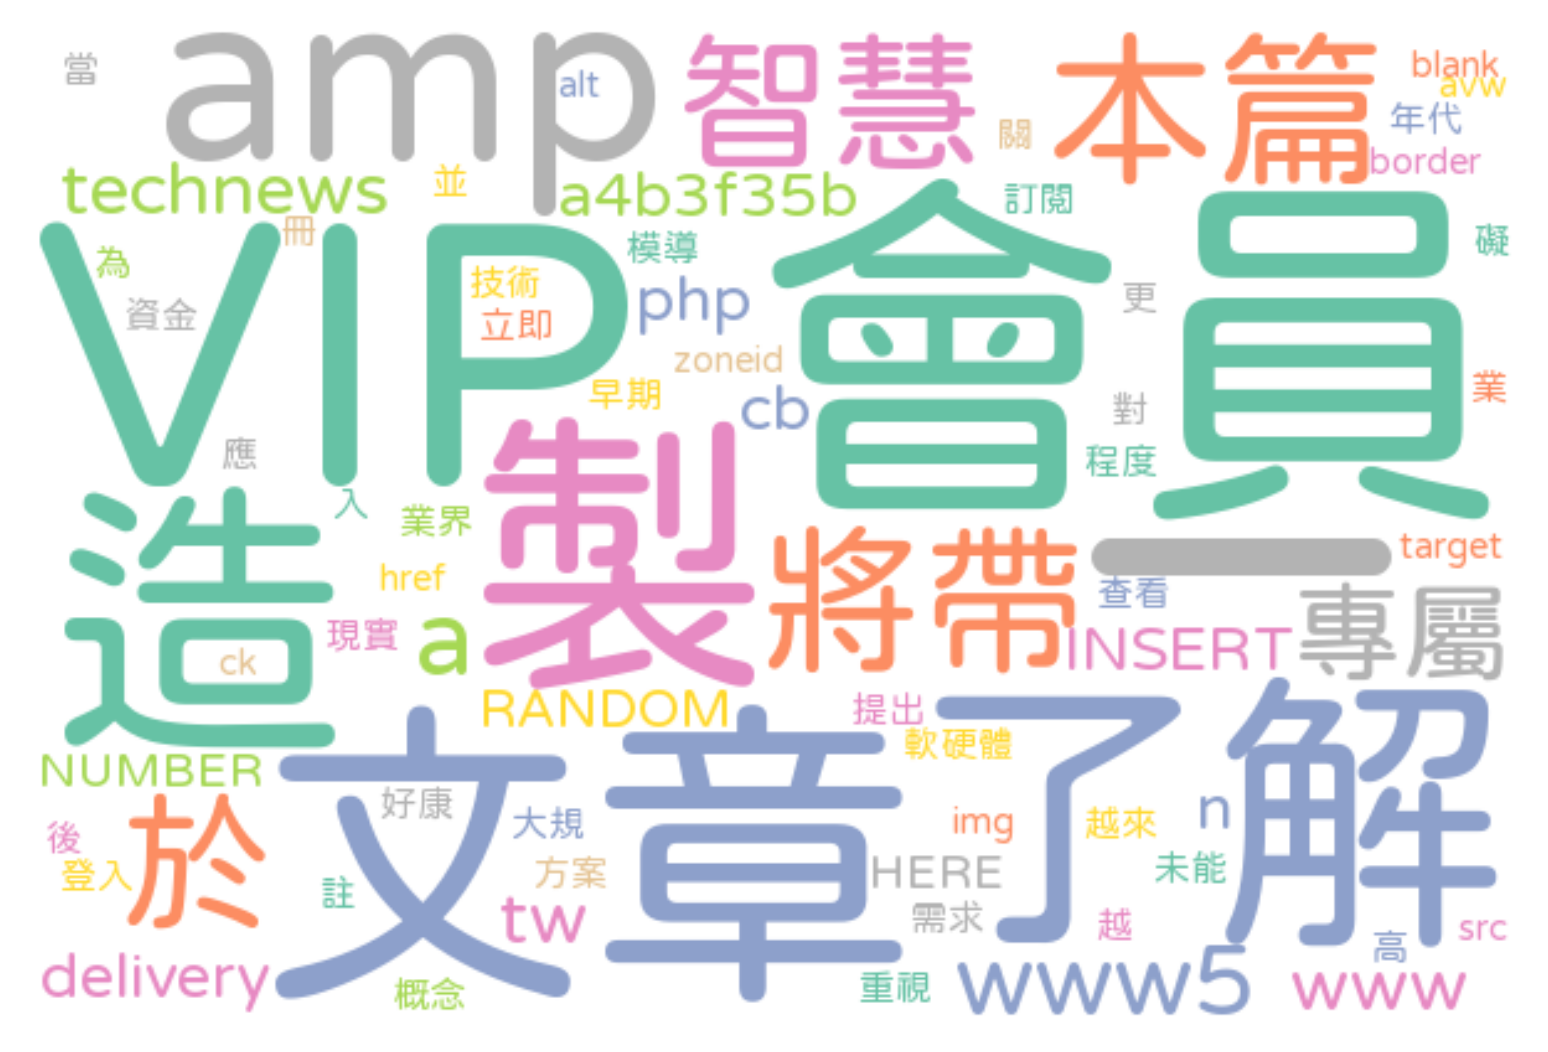 當 amp alt 智慧 本篇 blank
avw
年代
technews 並 a4b3f35b 關 訂閱 border
冊 VIP會員
為 模導 礙
資金 技術 php 更
立即 zoneid
早期 cb 對 業
應 製 程度
造 入 業界 將帶 一 target
href 查看
現實 a INSERT 專屬
ck
RANDOM 提出 文章了解
NUMBER 軟硬體
於 好康 大規 img 越來 n
後 登入 方案 HERE 未能
註 tw 需求 越 src
高
delivery 概念 重視 www5 www